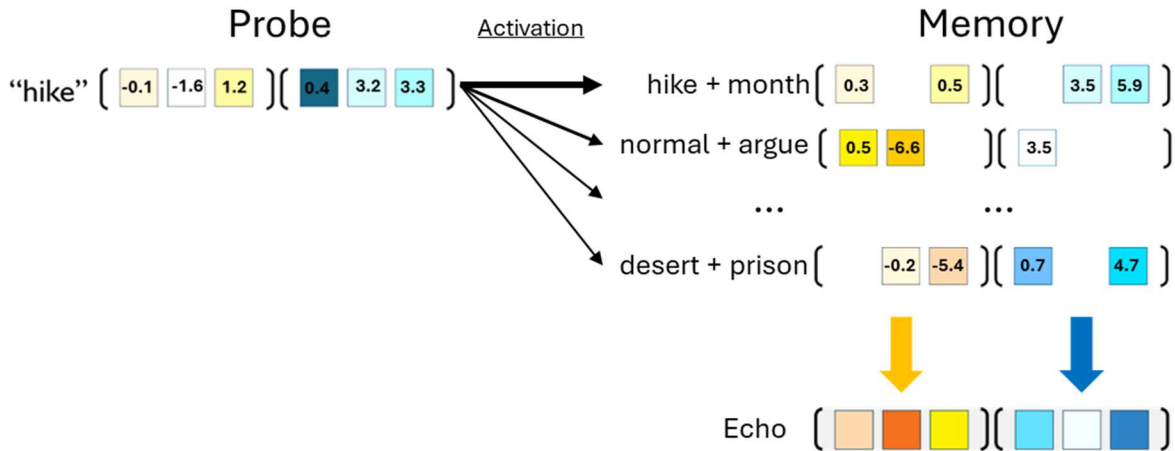 Probe Activation Memory
“hike” ( -0.1 -1.6 1.2 )( 0.4 3.2 3.3 )
hike + month ( 0.3 0.5 )( 3.5 5.9 )
normal + argue ( 0.5 -6.6 )( 3.5 )
... ...
desert + prison ( -0.2 -5.4 )( 0.7 4.7 )
Echo ( )( )